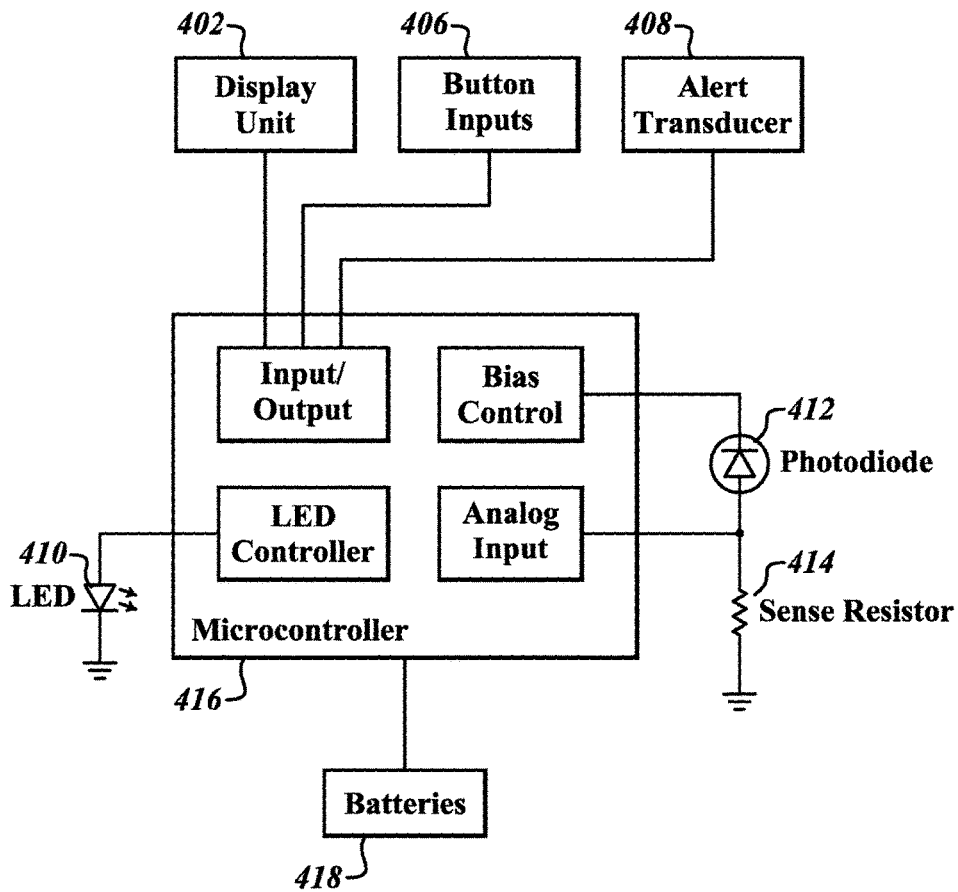 402
406
408
Display
Unit
Button
Inputs
Alert
Transducer
Input/
Output
Bias
Control
412
Photodiode
LED
Controller
Analog
Input
410
LED
414
Sense Resistor
Microcontroller
416
Batteries
418